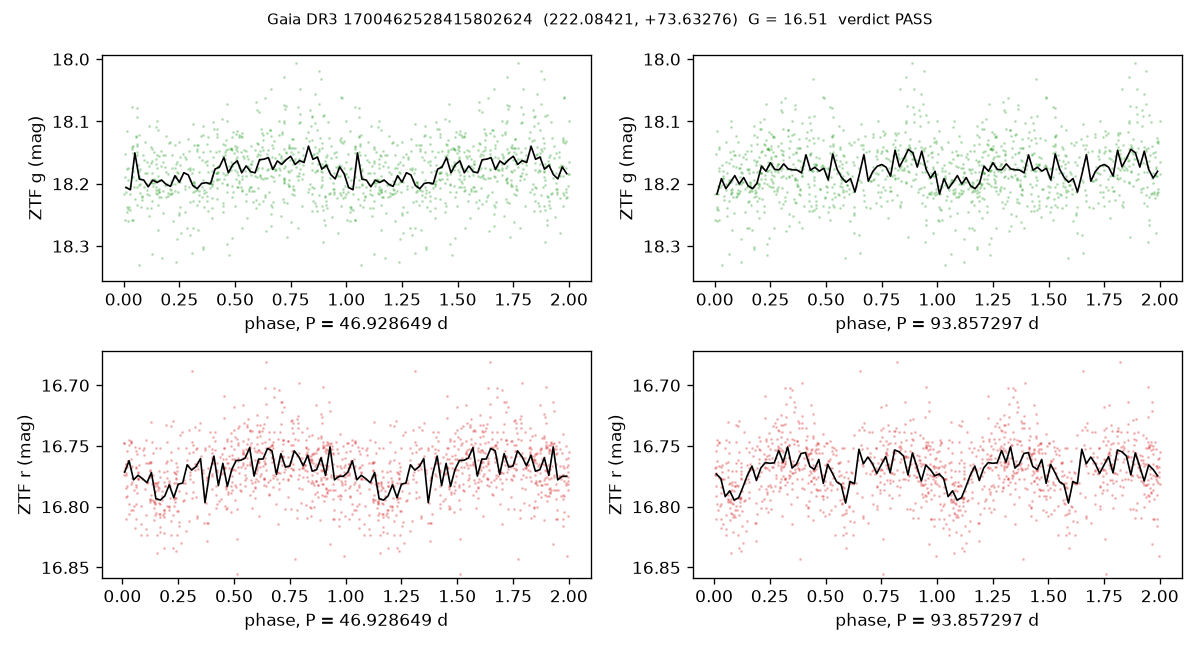 Gaia DR3 1700462528415802624 (222.08421, +73.63276) G = 16.51 verdict PASS
ZTF g (mag)
18.0
18.1
18.2
18.3
0.00 0.25 0.50 0.75 1.00 1.25 1.50 1.75 2.00
phase, P = 46.928649 d
ZTF g (mag)
18.0
18.1
18.2
18.3
0.00 0.25 0.50 0.75 1.00 1.25 1.50 1.75 2.00
phase, P = 93.857297 d
ZTF r (mag)
16.70
16.75
16.80
16.85
0.00 0.25 0.50 0.75 1.00 1.25 1.50 1.75 2.00
phase, P = 46.928649 d
ZTF r (mag)
16.70
16.75
16.80
16.85
0.00 0.25 0.50 0.75 1.00 1.25 1.50 1.75 2.00
phase, P = 93.857297 d